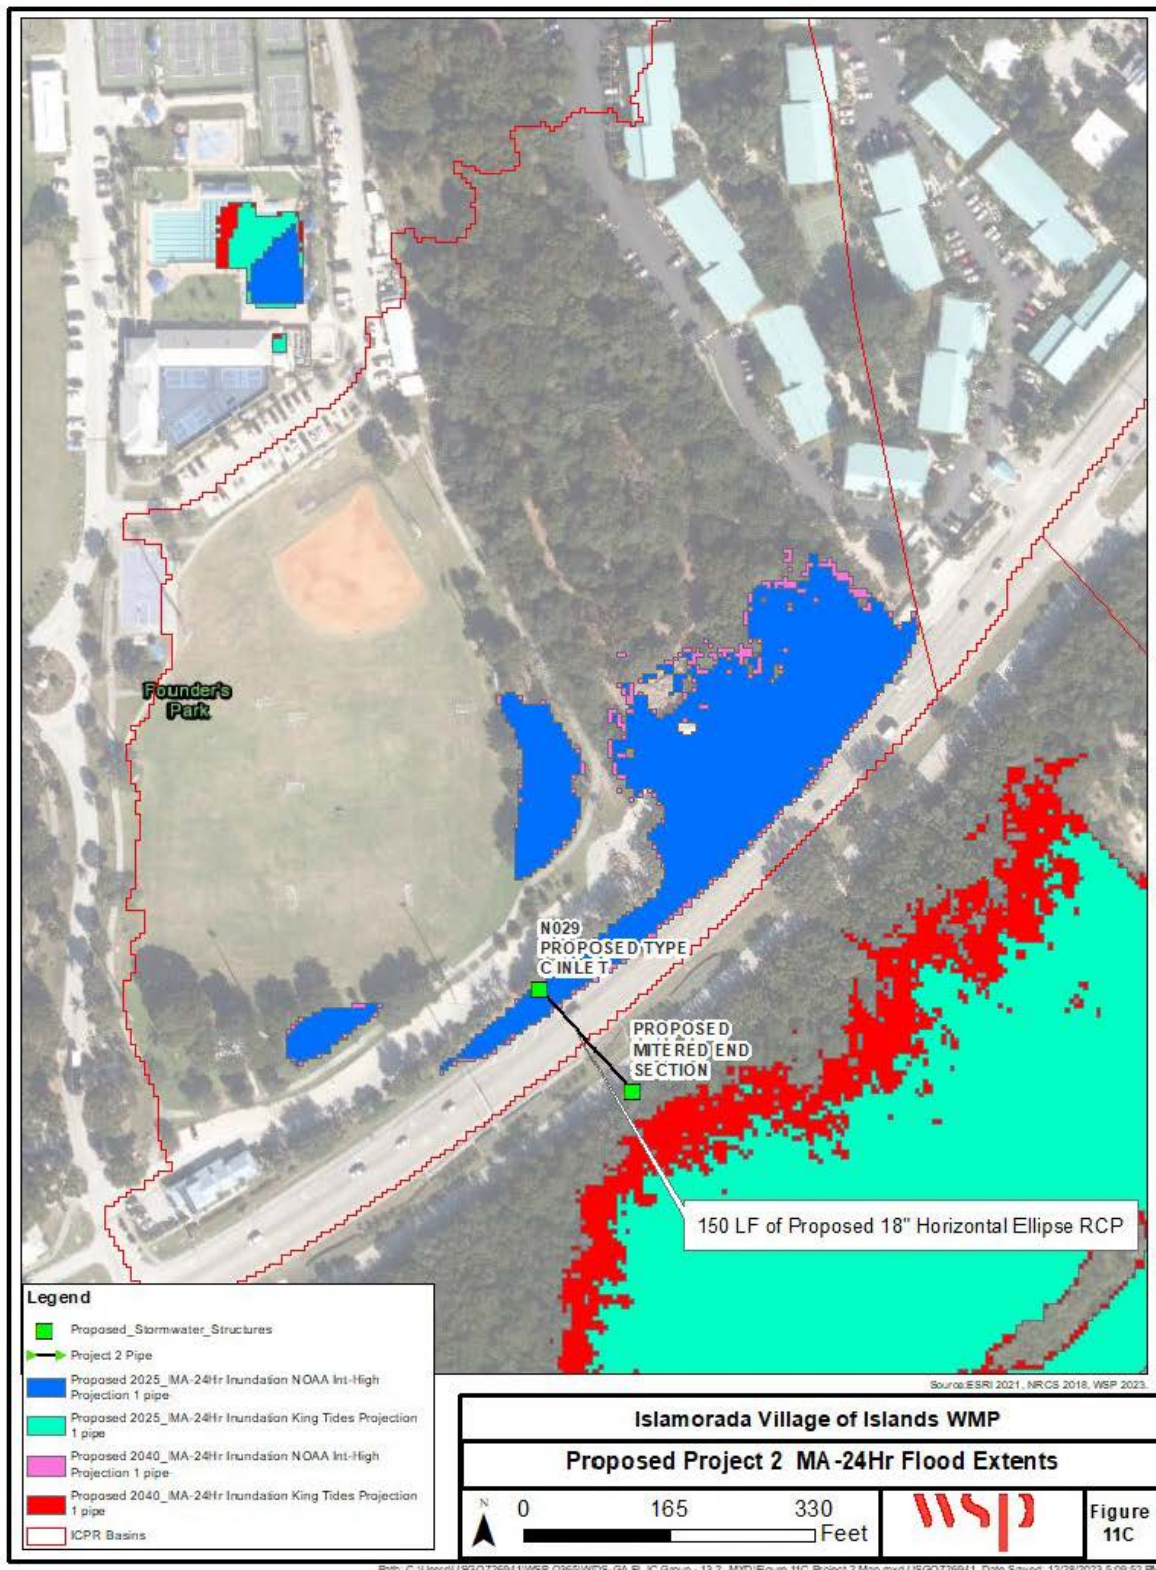 Founder's
Park
N029
PROPOSED TYPE
C INLET
PROPOSED
MITERED END
SECTION
150 LF of Proposed 18" Horizontal Ellipse RCP
Legend
Proposed_Stormwater_Structures
Project 2 Pipe
Proposed 2025_MA-24Hr Inundation NOAA Int-High
Projection 1 pipe
Proposed 2025_MA-24Hr Inundation King Tides Projection
1 pipe
Proposed 2040_MA-24Hr Inundation NOAA Int-High
Projection 1 pipe
Proposed 2040_MA-24Hr Inundation King Tides Projection
1 pipe
ICPR Basins
Source:ESRI 2021, NRCS 2018, WSP 2023.
Islamorada Village of Islands WMP
Proposed Project 2 MA-24Hr Flood Extents
N
0 165 330
Feet
wsp
Figure
11C